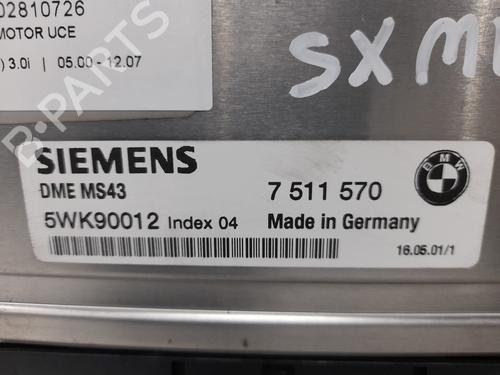 02810726
MOTOR UCE
) 3.0i | 05.00 - 12.07
SXM
B-PARTS
SIEMENS
DME MS43
7 511 570
BMW
5WK90012 Index 04
Made in Germany
16.05.01/1